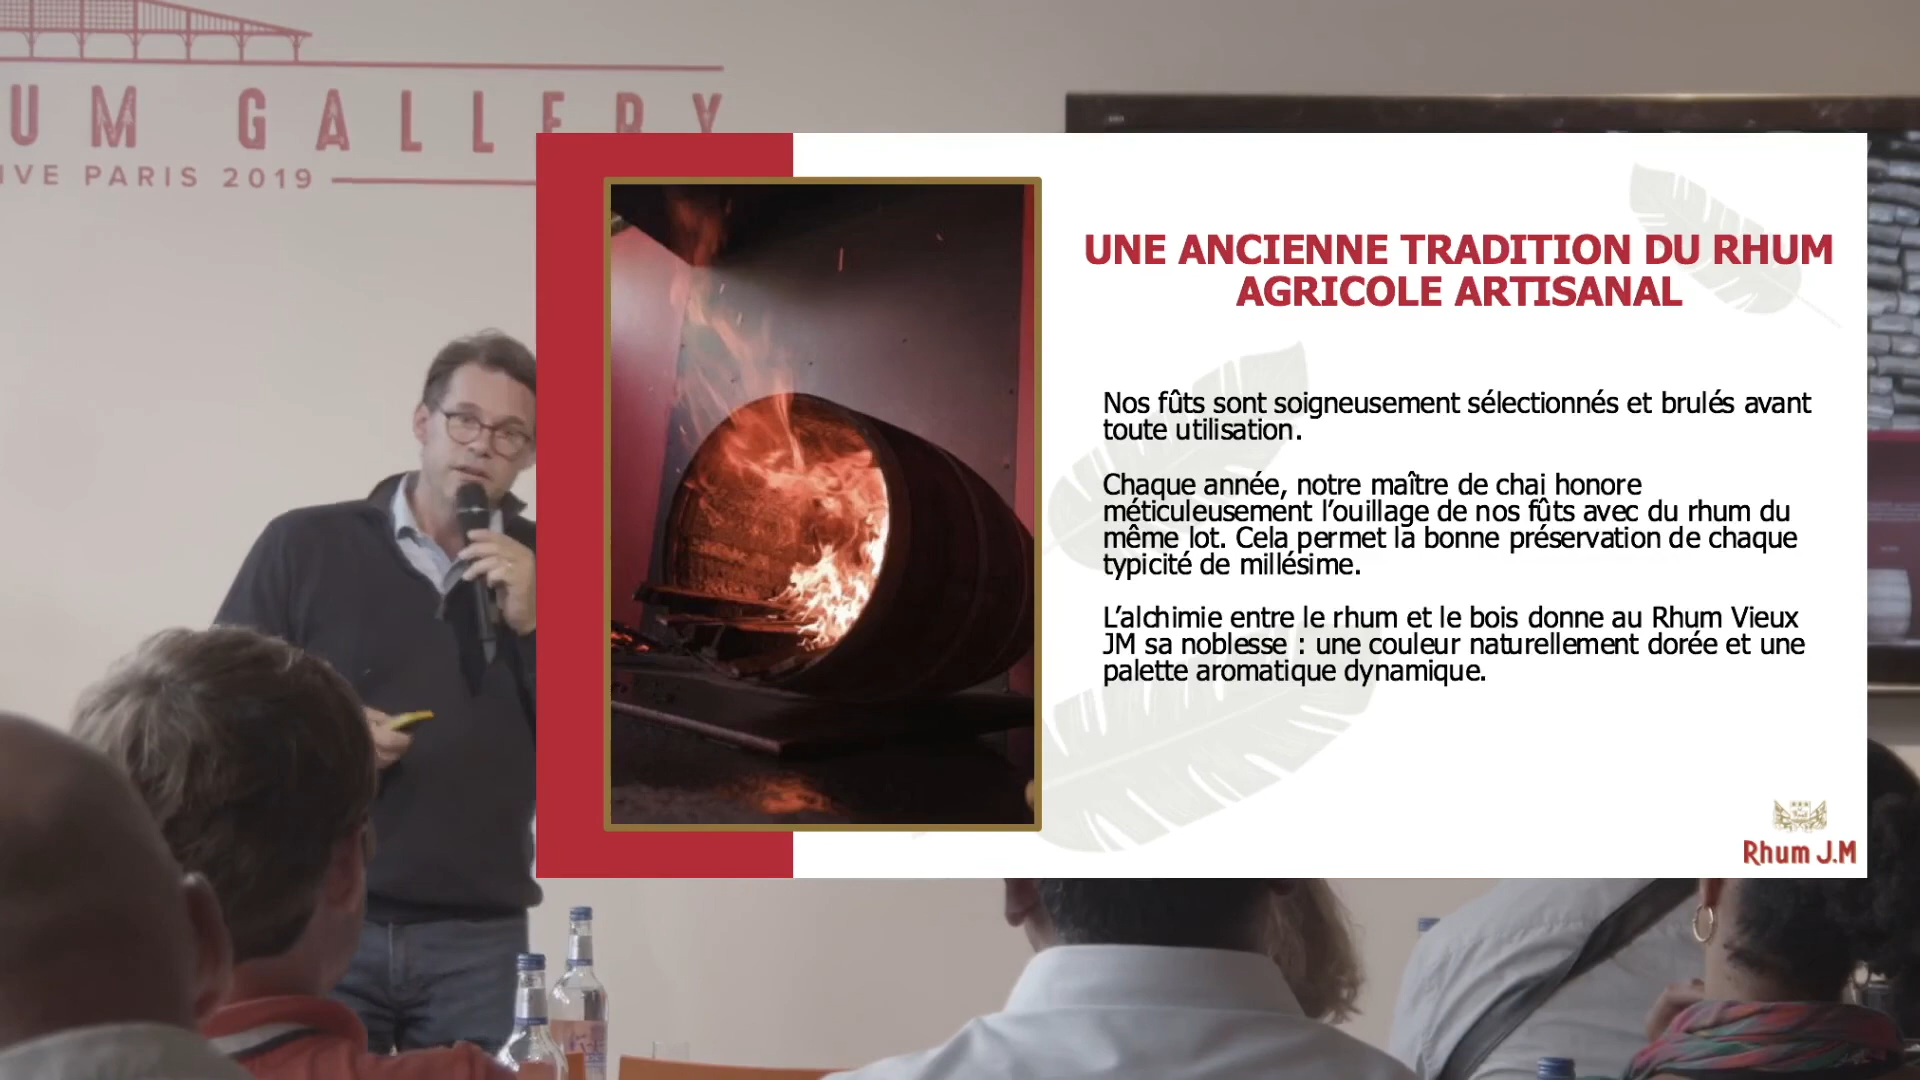 UM GALLERY
IVE PARIS 2019
UNE ANCIENNE TRADITION DU RHUM
AGRICOLE ARTISANAL
Nos fûts sont soigneusement sélectionnés et brulés avant
toute utilisation.
Chaque année, notre maître de chai honore
méticuleusement l’ouillage de nos fûts avec du rhum du
même lot. Cela permet la bonne préservation de chaque
typicité de millésime.
L’alchimie entre le rhum et le bois donne au Rhum Vieux
JM sa noblesse : une couleur naturellement dorée et une
palette aromatique dynamique.
Rhum J.M